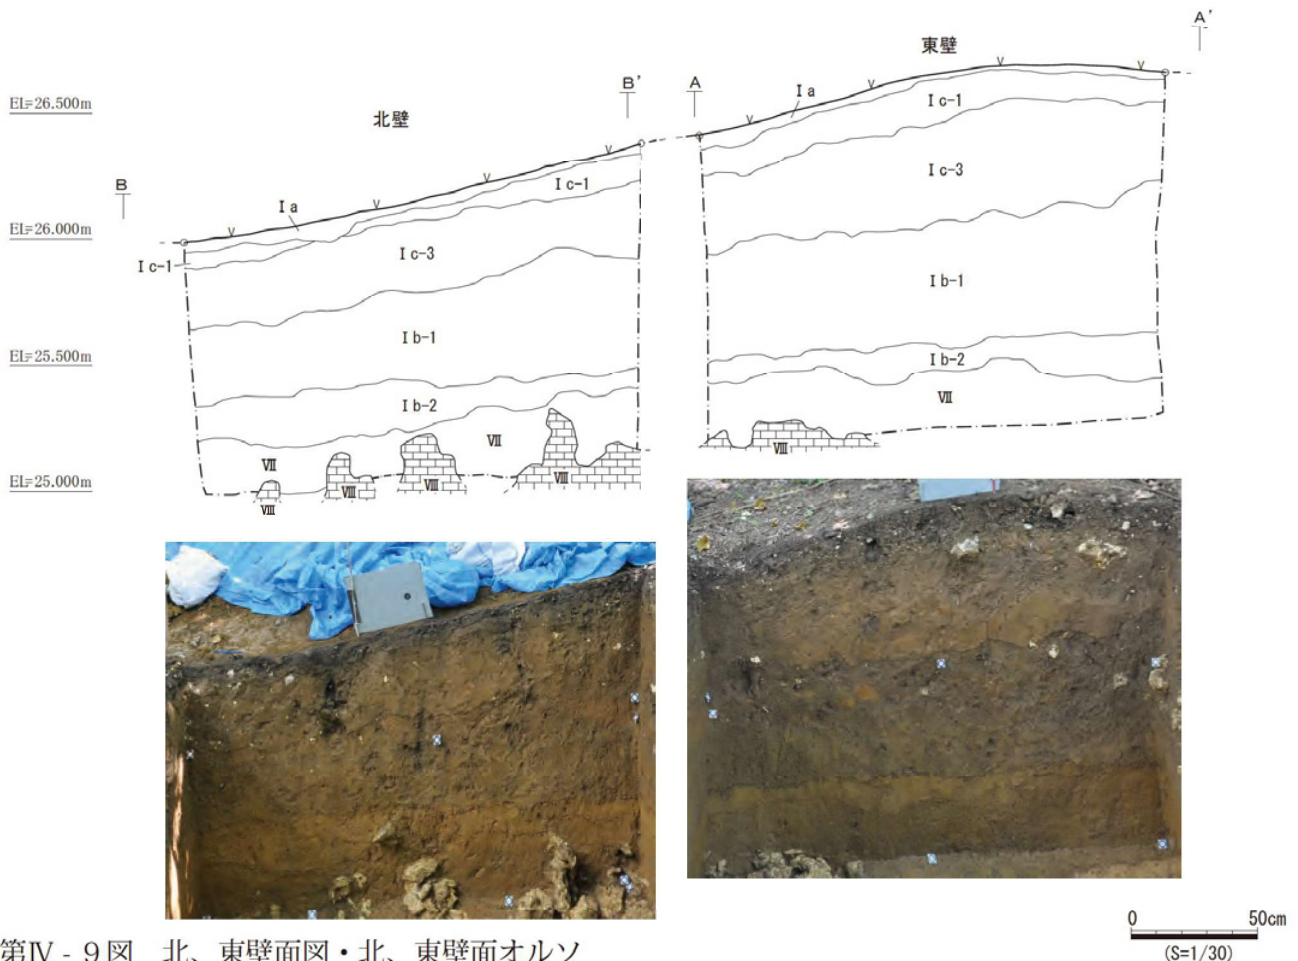 東壁
A'
B'
A
EL=26.500m
Ⅰa
Ⅰc-1
北壁
Ⅰc-3
B
Ⅰc-1
Ⅰa
EL=26.000m
Ⅰc-1
Ⅰc-3
Ⅰb-1
Ⅰb-1
EL=25.500m
Ⅰb-2
Ⅰb-2
Ⅶ
Ⅶ
Ⅷ
Ⅶ
EL=25.000m
Ⅷ
Ⅷ
Ⅷ
Ⅷ
0 50cm
(S=1/30)
第Ⅳ-9図 北、東壁面図・北、東壁面オルソ